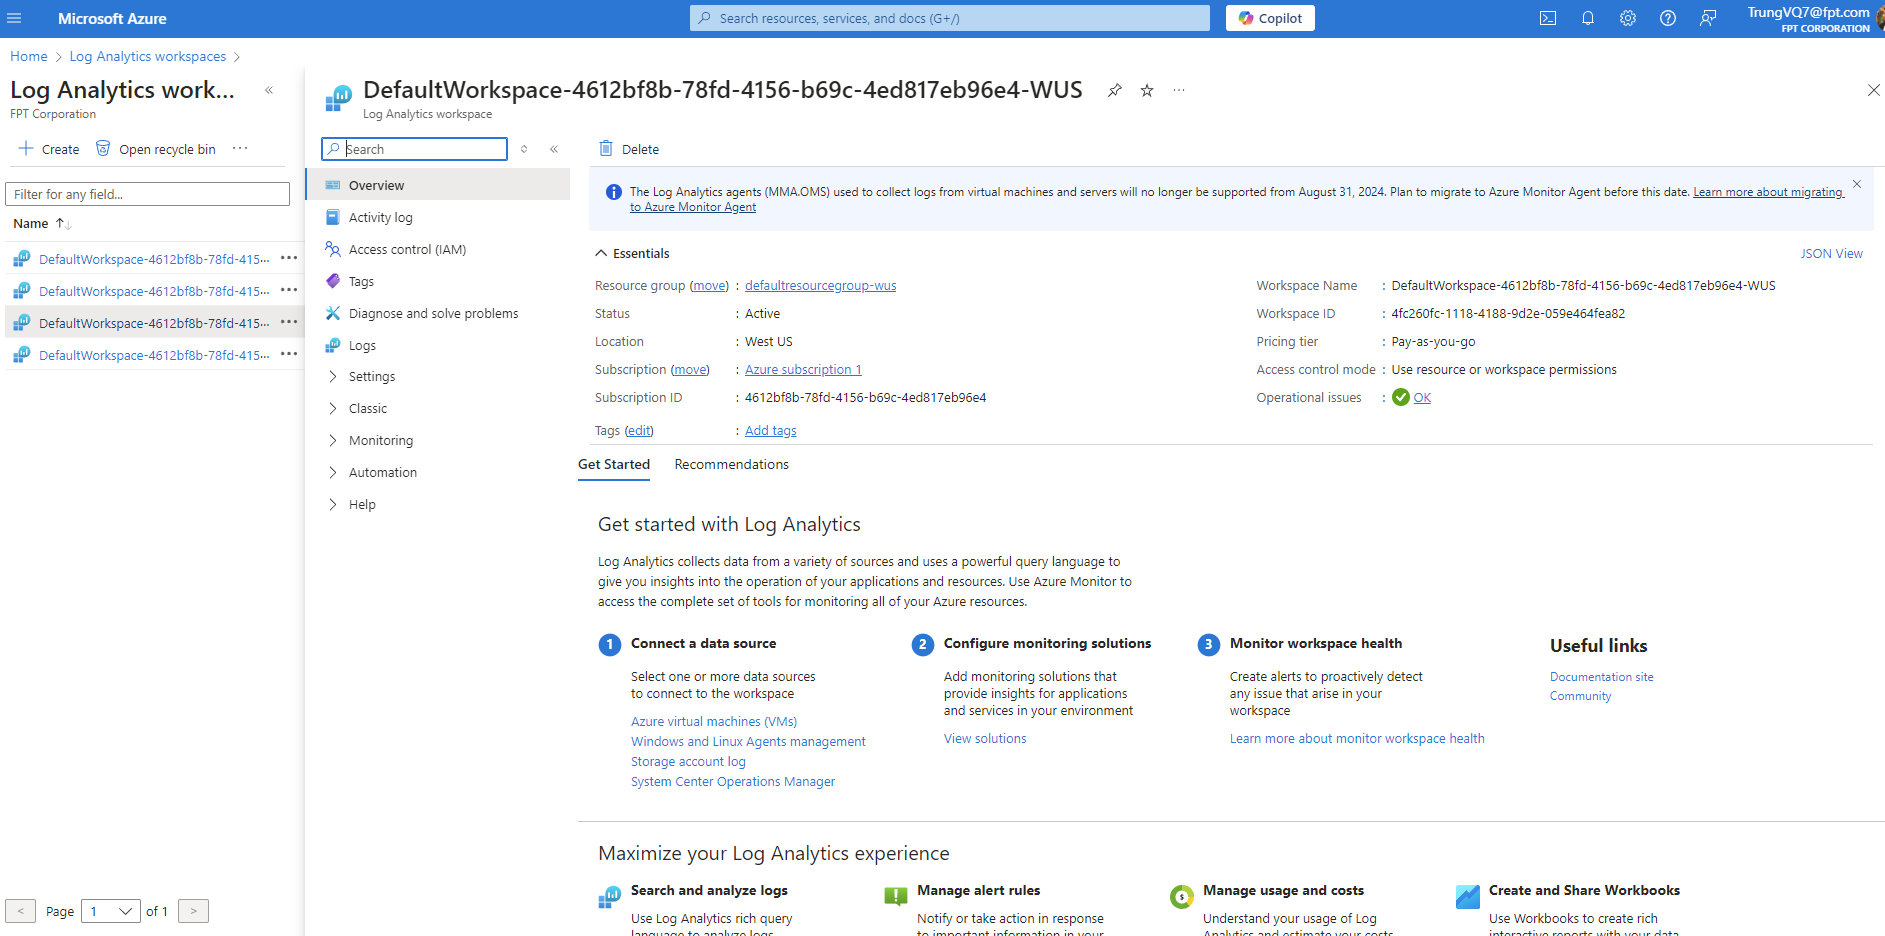 Microsoft Azure
Search resources, services, and docs (G+/)
Copilot
TrungVQ7@fpt.com
FPT CORPORATION
Home > Log Analytics workspaces >
Log Analytics work...
FPT Corporation
Create
Open recycle bin
Filter for any field...
Name
DefaultWorkspace-4612bf8b-78fd-415...
DefaultWorkspace-4612bf8b-78fd-415...
DefaultWorkspace-4612bf8b-78fd-415...
DefaultWorkspace-4612bf8b-78fd-415...
< Page 1 of 1 >
DefaultWorkspace-4612bf8b-78fd-4156-b69c-4ed817eb96e4-WUS
Log Analytics workspace
Search
Overview
Activity log
Access control (IAM)
Tags
Diagnose and solve problems
Logs
Settings
Classic
Monitoring
Automation
Help
Delete
The Log Analytics agents (MMA.OMS) used to collect logs from virtual machines and servers will no longer be supported from August 31, 2024. Plan to migrate to Azure Monitor Agent before this date. Learn more about migrating
to Azure Monitor Agent
Essentials
JSON View
Resource group (move) : defaultresourcegroup-wus
Status : Active
Location : West US
Subscription (move) : Azure subscription 1
Subscription ID : 4612bf8b-78fd-4156-b69c-4ed817eb96e4
Tags (edit) : Add tags
Workspace Name : DefaultWorkspace-4612bf8b-78fd-4156-b69c-4ed817eb96e4-WUS
Workspace ID : 4fc260fc-1118-4188-9d2e-059e464fea82
Pricing tier : Pay-as-you-go
Access control mode : Use resource or workspace permissions
Operational issues : OK
Get Started
Recommendations
Get started with Log Analytics
Log Analytics collects data from a variety of sources and uses a powerful query language to
give you insights into the operation of your applications and resources. Use Azure Monitor to
access the complete set of tools for monitoring all of your Azure resources.
1 Connect a data source
Select one or more data sources
to connect to the workspace
Azure virtual machines (VMs)
Windows and Linux Agents management
Storage account log
System Center Operations Manager
2 Configure monitoring solutions
Add monitoring solutions that
provide insights for applications
and services in your environment
View solutions
3 Monitor workspace health
Create alerts to proactively detect
any issue that arise in your
workspace
Learn more about monitor workspace health
Useful links
Documentation site
Community
Maximize your Log Analytics experience
Search and analyze logs
Use Log Analytics rich query
language to analyze logs
Manage alert rules
Notify or take action in response
to important information in your
Manage usage and costs
Understand your usage of Log
Analytics and estimate your costs
Create and Share Workbooks
Use Workbooks to create rich
interactive reports with your data